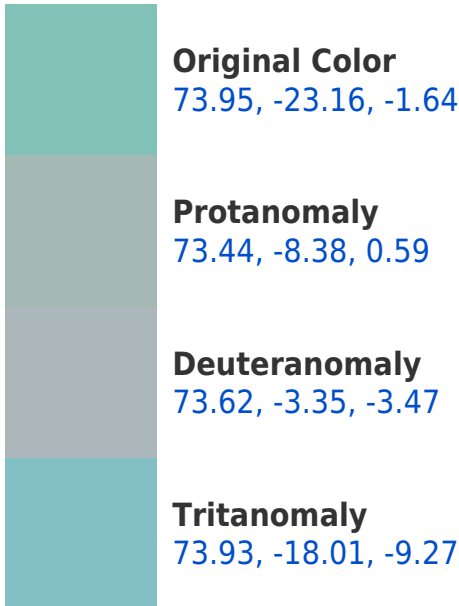 Original Color
73.95, -23.16, -1.64
Protanomaly
73.44, -8.38, 0.59
Deuteranomaly
73.62, -3.35, -3.47
Tritanomaly
73.93, -18.01, -9.27